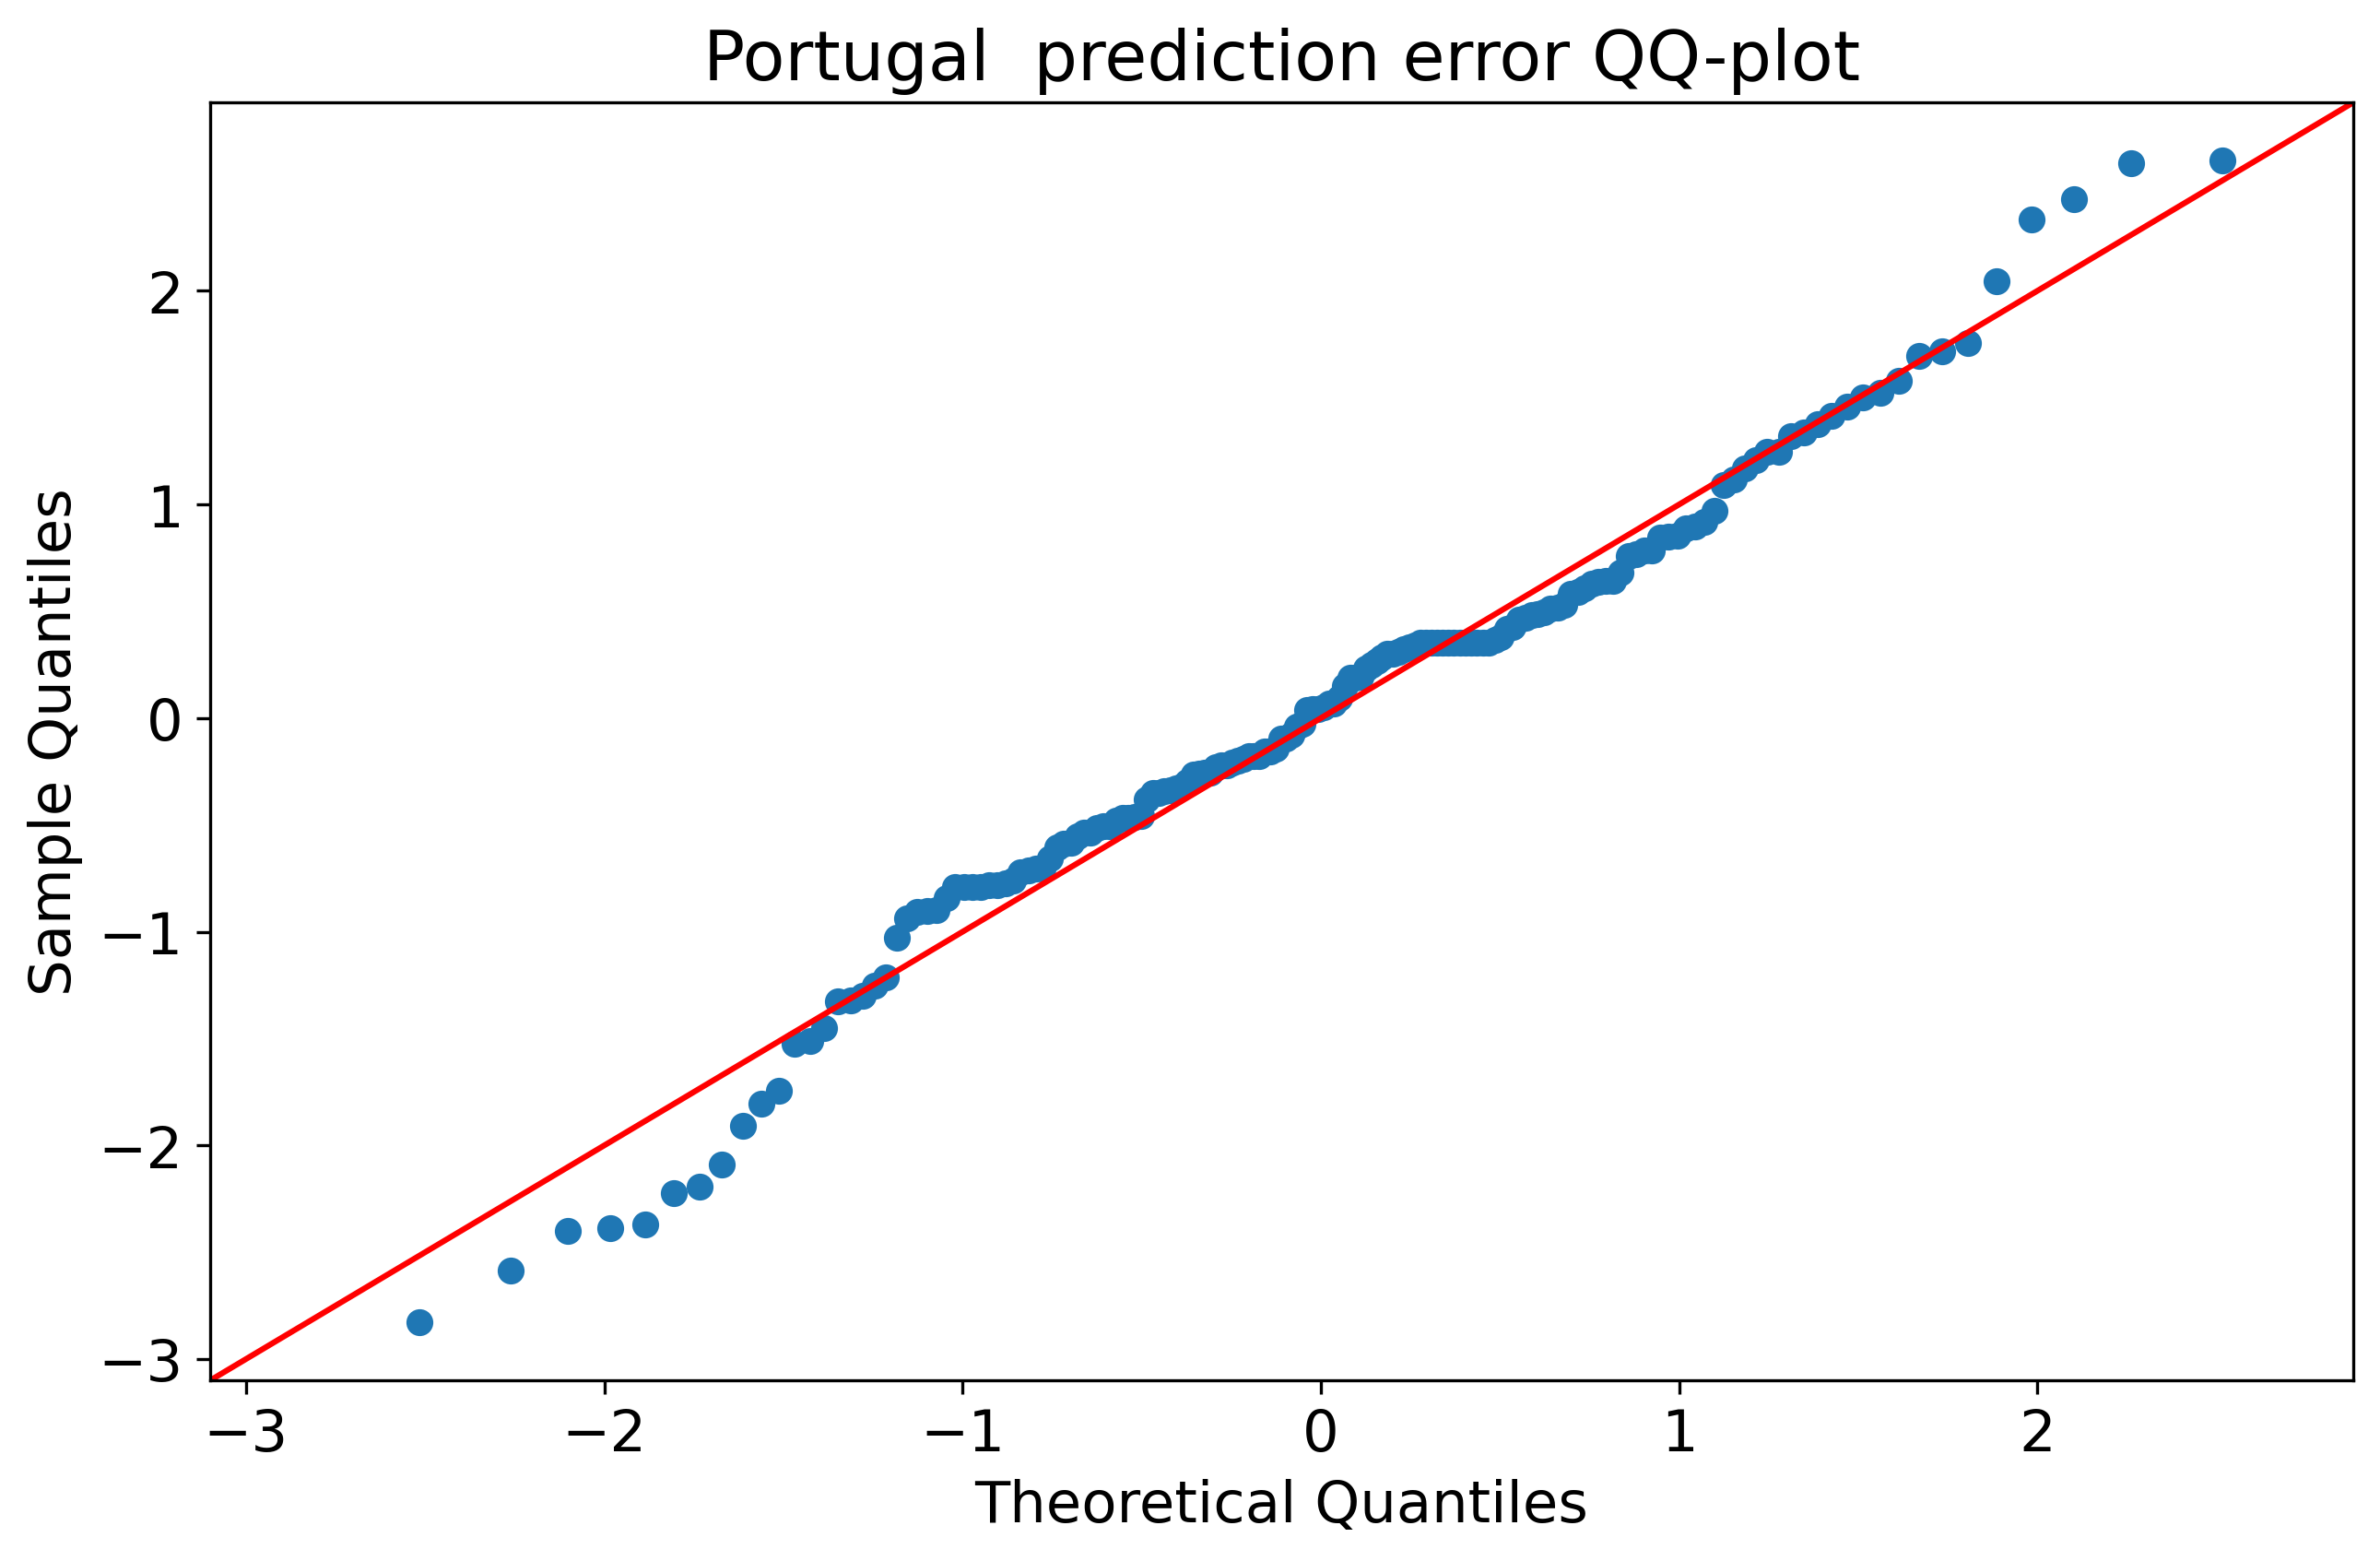 Portugal  prediction error QQ-plot
Sample Quantiles
2
1
0
−1
−2
−3
−3 −2 −1 0 1 2
Theoretical Quantiles